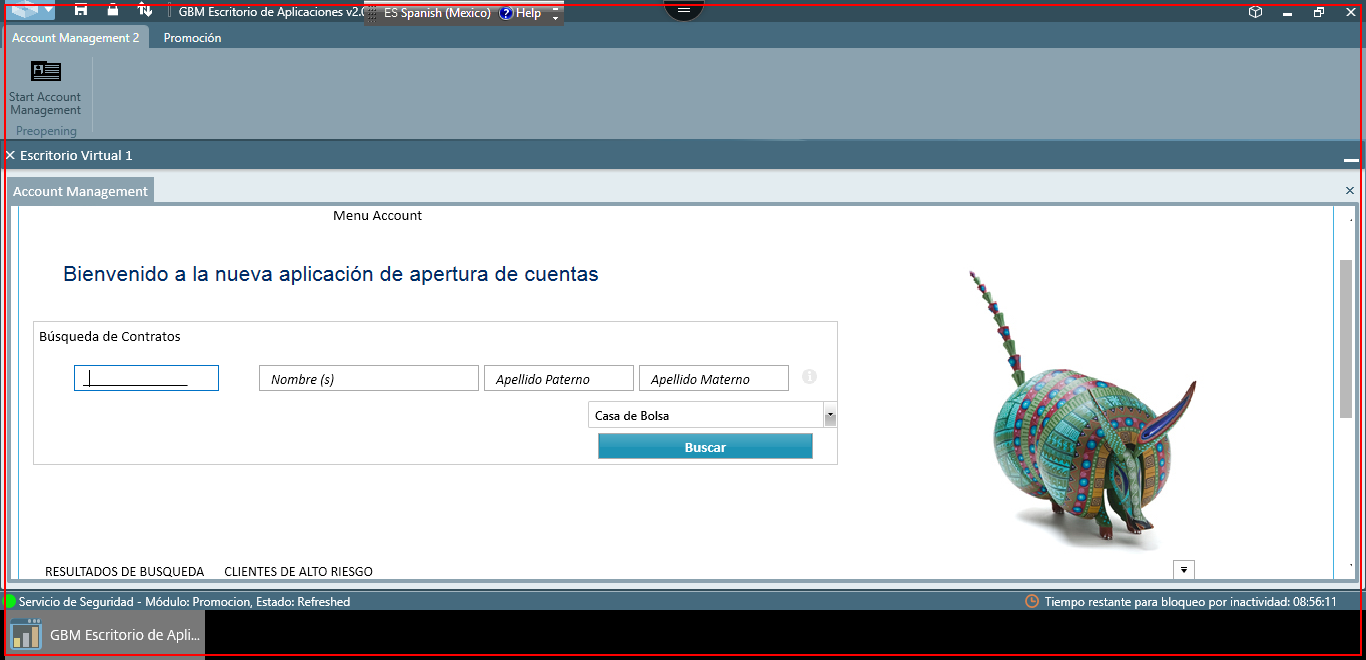 GBM Escritorio de Aplicaciones v2.
ES Spanish (Mexico) Help
Account Management 2 Promoción
Start Account
Management
Preopening
Escritorio Virtual 1
Account Management
Menu Account
Bienvenido a la nueva aplicación de apertura de cuentas
Búsqueda de Contratos
Nombre (s) Apellido Paterno Apellido Materno
Casa de Bolsa
Buscar
RESULTADOS DE BUSQUEDA CLIENTES DE ALTO RIESGO
Servicio de Seguridad - Módulo: Promocion, Estado: Refreshed Tiempo restante para bloqueo por inactividad: 08:56:11
GBM Escritorio de Apli...